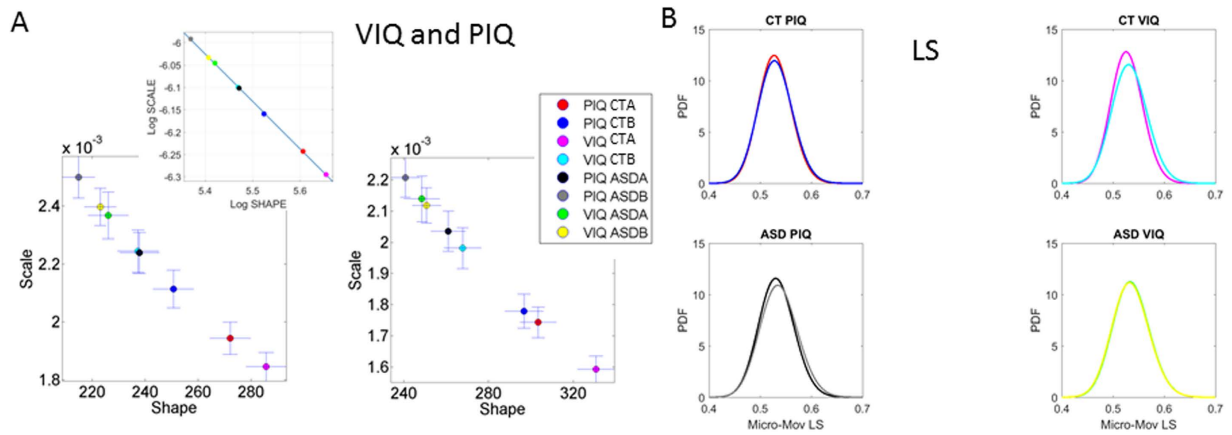 A
VIQ and PIQ
-6
-6.05
-6.1
-6.15
-6.2
-6.25
-6.3
Log SCALE
5.4
5.5
5.6
Log SHAPE
x 10⁻³
2.4
2.2
2
1.8
Scale
220
240
260
280
Shape
x 10⁻³
2.2
2.1
2
1.9
1.8
1.7
1.6
Scale
240
280
320
Shape
PIQ CTA
PIQ CTB
VIQ CTA
VIQ CTB
PIQ ASDA
PIQ ASDB
VIQ ASDA
VIQ ASDB
B
LS
CT PIQ
15
10
5
0
PDF
0.4
0.5
0.6
0.7
CT VIQ
15
10
5
0
PDF
0.4
0.5
0.6
0.7
ASD PIQ
15
10
5
0
PDF
0.4
0.5
0.6
0.7
Micro-Mov LS
ASD VIQ
15
10
5
0
PDF
0.4
0.5
0.6
0.7
Micro-Mov LS